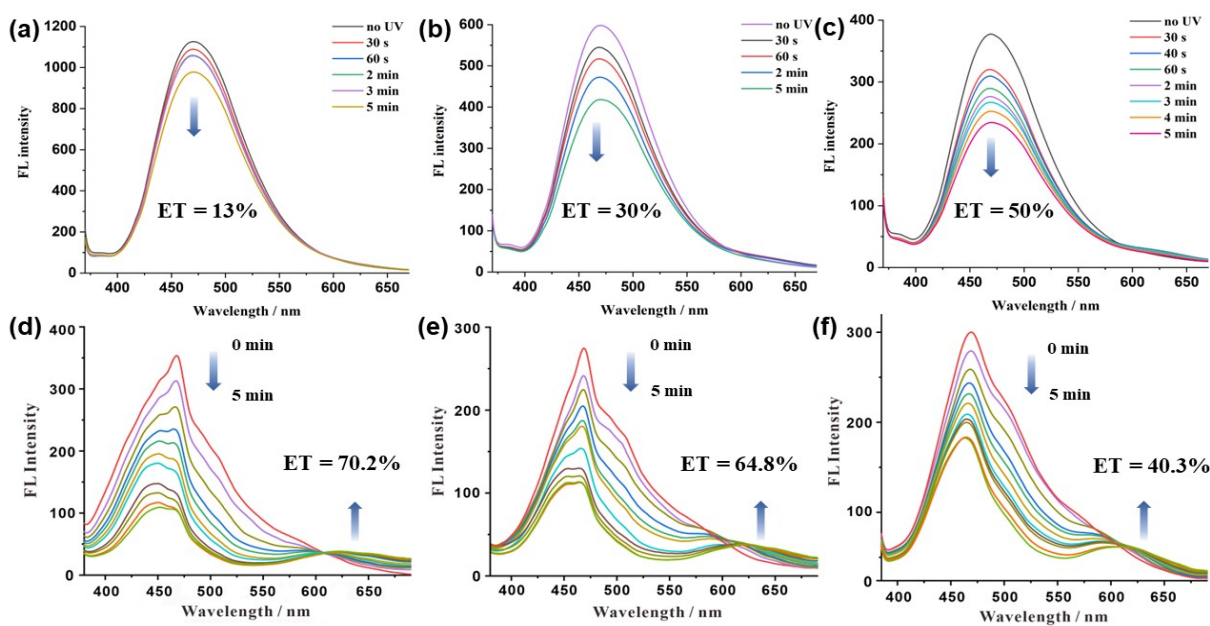 (a)
1200
1000
800
600
400
200
0
400 450 500 550 600 650
FL intensity
Wavelength / nm
no UV
30 s
60 s
2 min
3 min
5 min
ET = 13%
(b)
600
500
400
300
200
100
0
400 450 500 550 600 650
FL intensity
Wavelength / nm
no UV
30 s
60 s
2 min
5 min
ET = 30%
(c)
400
300
200
100
0
400 450 500 550 600 650
FL intensity
Wavelength / nm
no UV
30 s
40 s
60 s
2 min
3 min
4 min
5 min
ET = 50%
(d)
400
300
200
100
0
400 450 500 550 600 650
FL Intensity
Wavelength / nm
0 min
5 min
ET = 70.2%
(e)
300
200
100
0
400 450 500 550 600 650
FL Intensity
Wavelength / nm
0 min
5 min
ET = 64.8%
(f)
300
200
100
0
400 450 500 550 600 650
FL Intensity
Wavelength / nm
0 min
5 min
ET = 40.3%